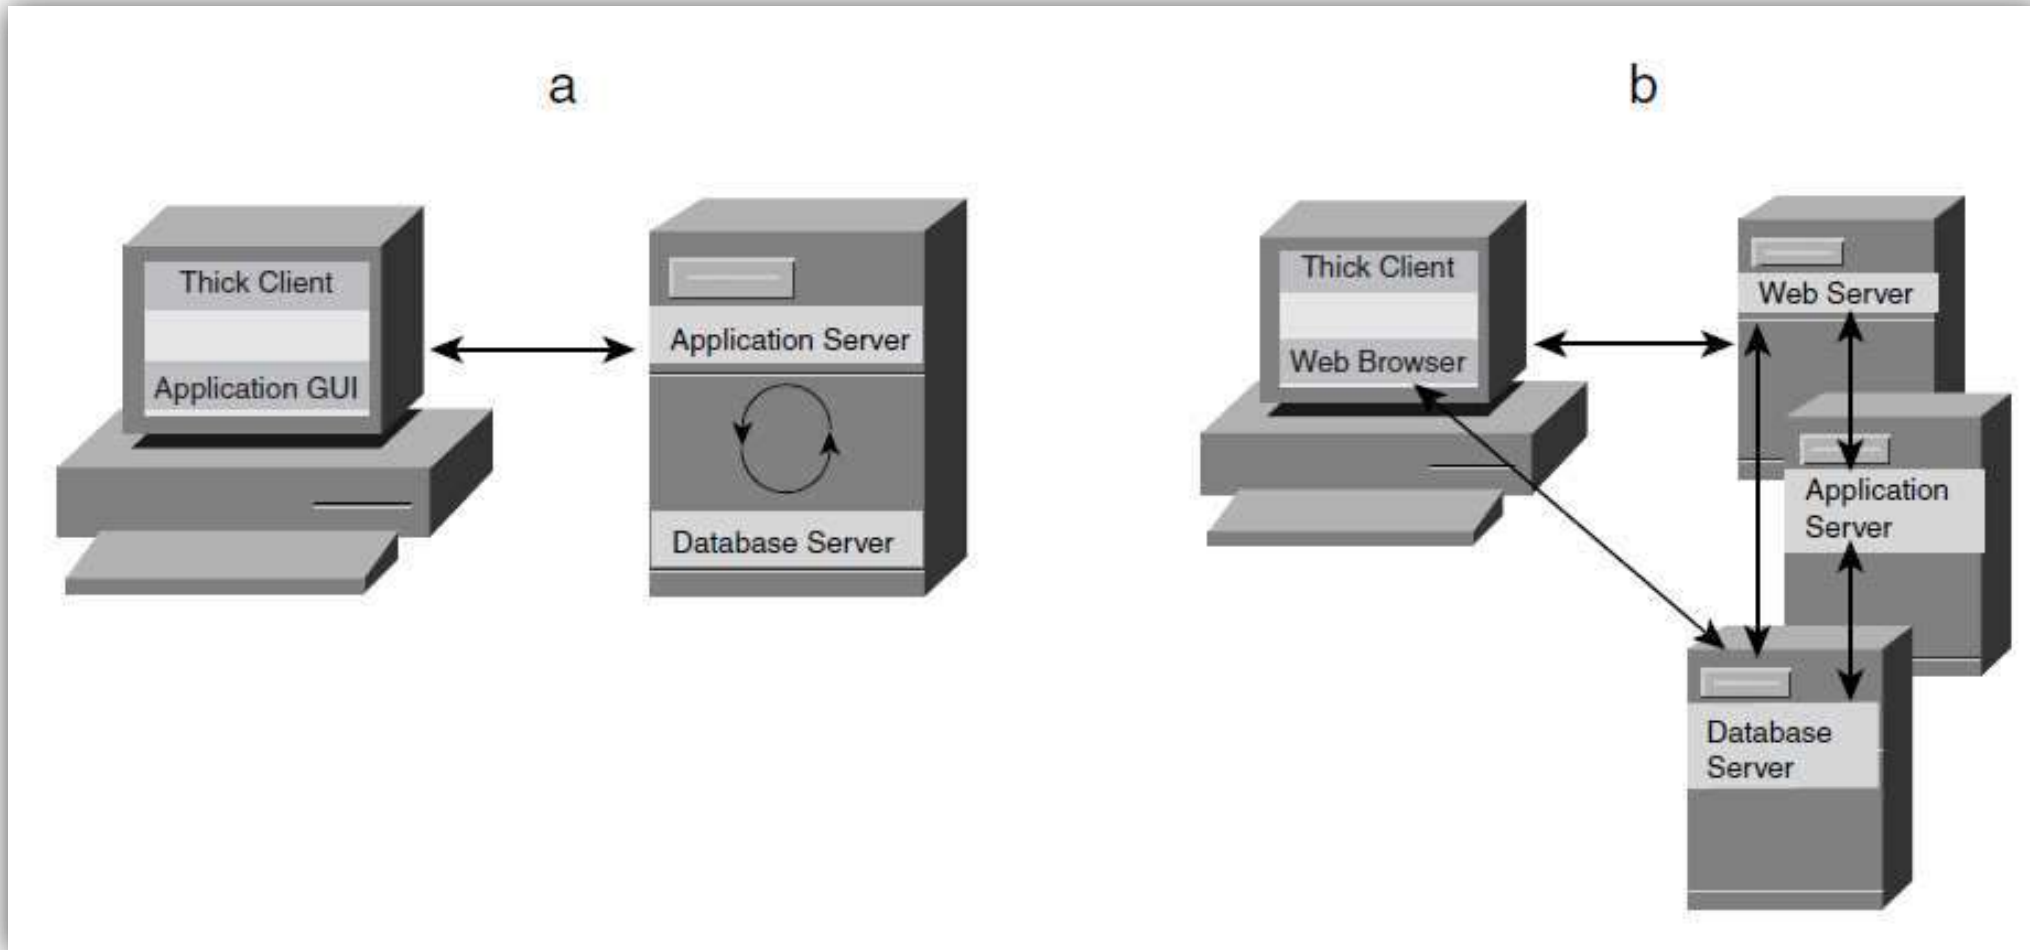 a
Thick Client
Application GUI
Application Server
Database Server
b
Thick Client
Web Browser
Web Server
Application
Server
Database
Server